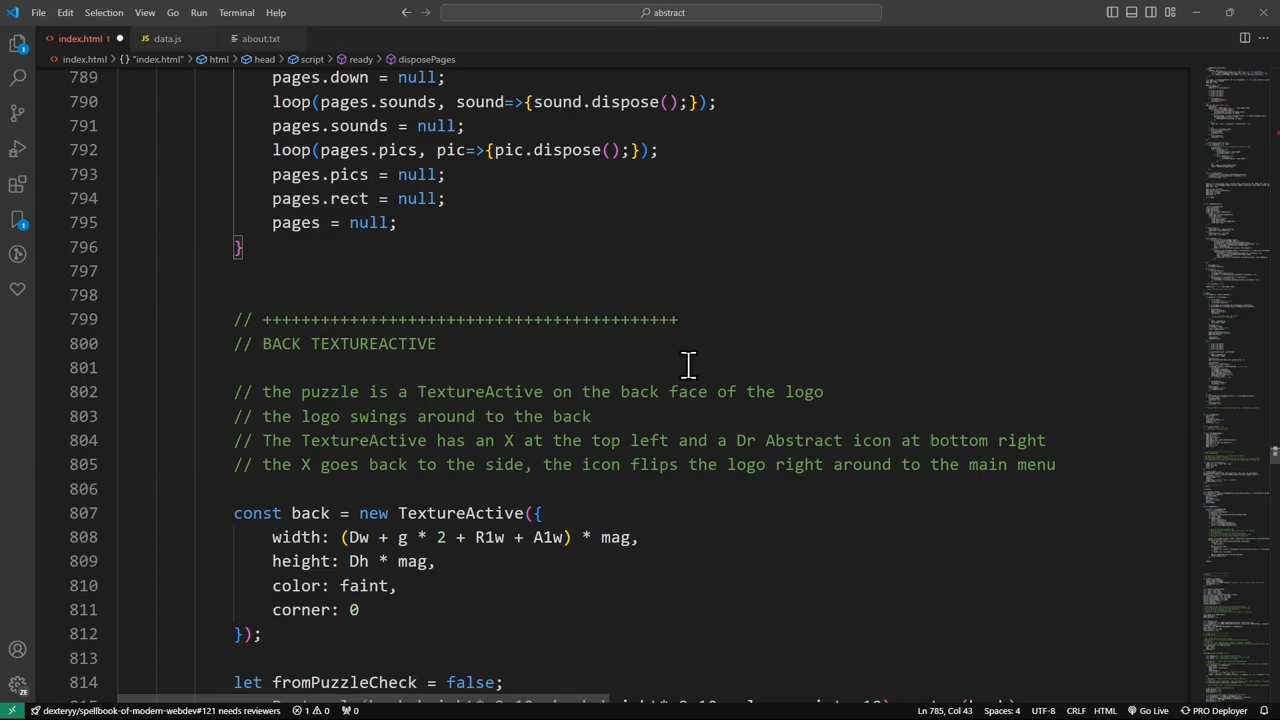 File Edit Selection View Go Run Terminal Help
abstract
index.html 1
data.js
about.txt
index.html > {} "index.html" > html > head > script > ready > disposePages
789 pages.down = null;
790 loop(pages.sounds, sound=>{sound.dispose();});
791 pages.sounds = null;
792 loop(pages.pics, pic=>{pic.dispose();});
793 pages.pics = null;
794 pages.rect = null;
795 pages = null;
796 }
797
798
799 // +++++++++++++++++++++++++++++++++++++++++++
800 // BACK TEXTUREACTIVE
801
802 // the puzzle is a TextureActive on the back face of the logo
803 // the logo swings around to the back
804 // The TextureActive has an X at the top left and a Dr Abstract icon at bottom right
805 // the X goes back to the side, the icon flips the logo right around to the main menu
806
807 const back = new TextureActive({
808 width: (Dw + g * 2 + R1w + A1w) * mag,
809 height: * mag,
810 color: faint,
811 corner: 0
812 });
813
814 let fromPizzlecheck = false;
dexteryy/spellbook-of-modern-webdev#121 needs reviewers
1 0
0
Ln 785, Col 43
Spaces: 4
UTF-8
CRLF
HTML
Go Live
PRO Deployer
1
1
ZE